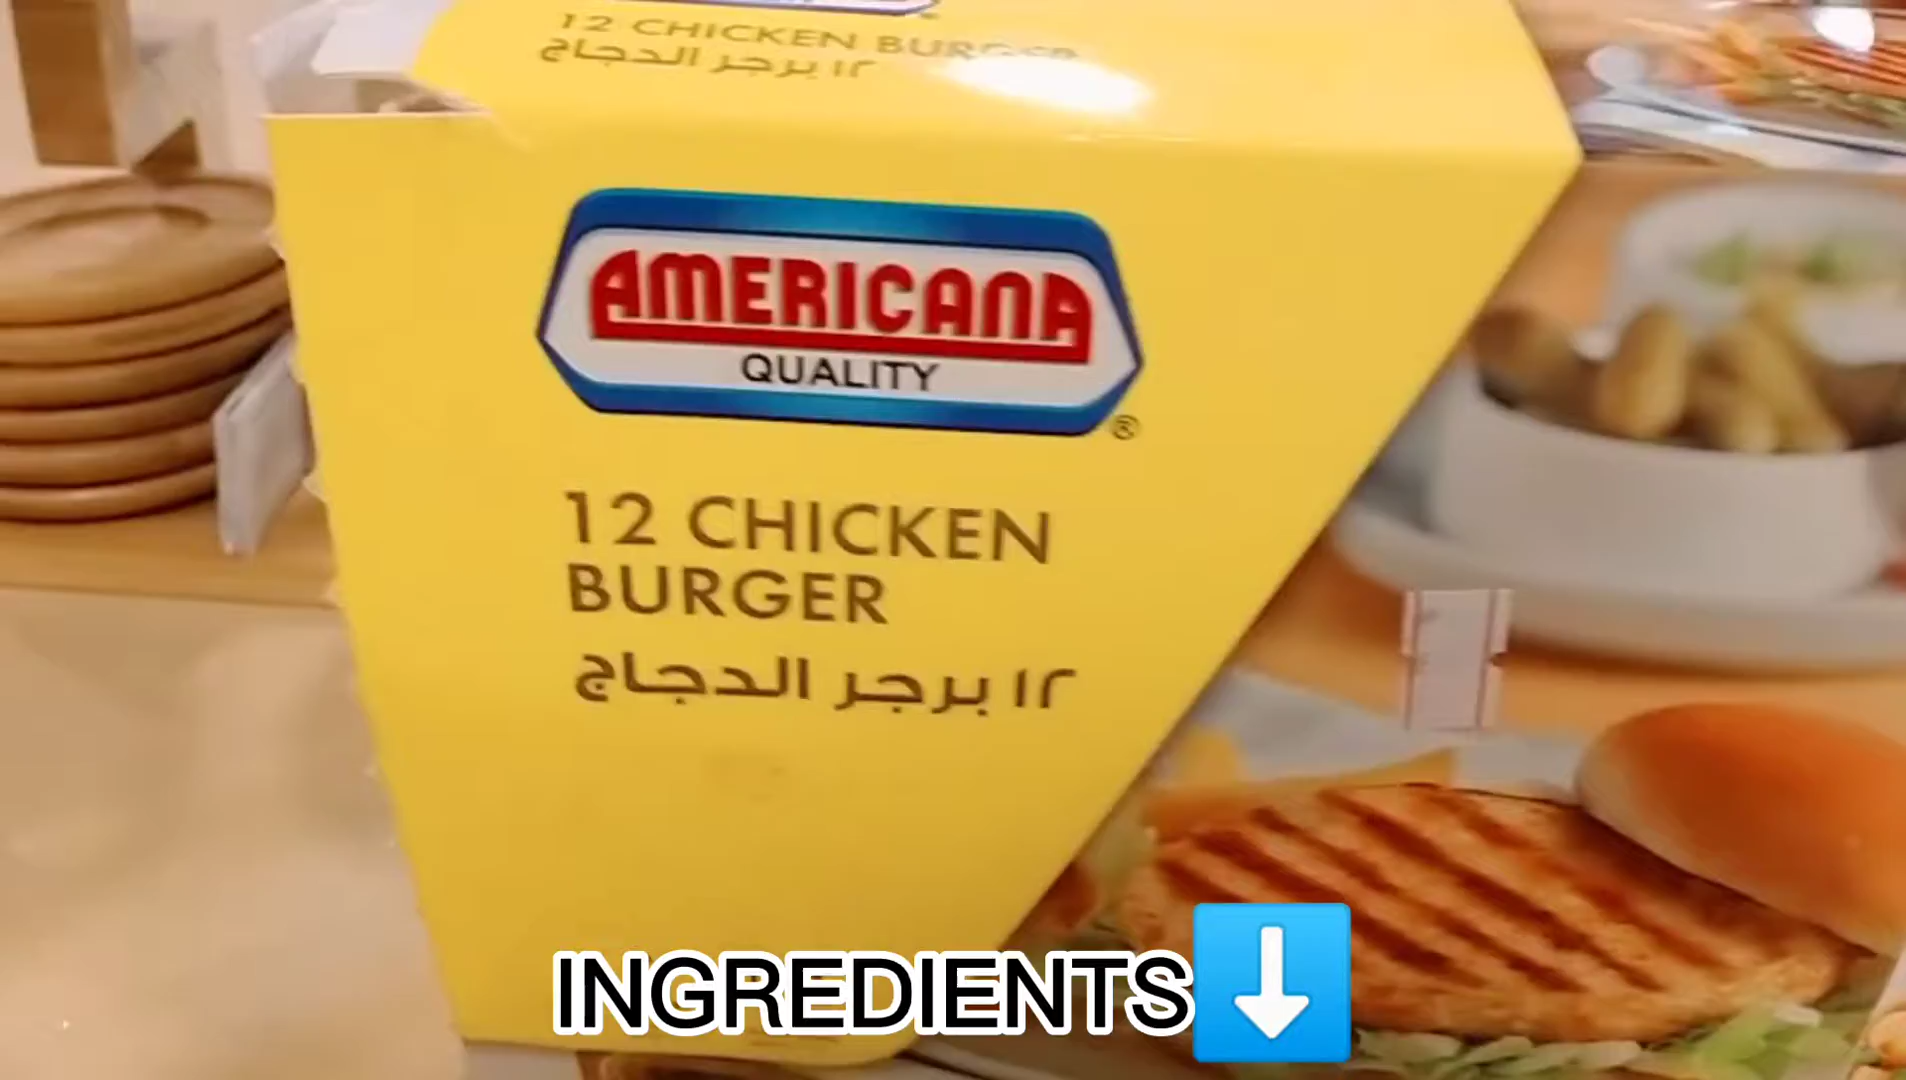 12 CHICKEN BURGER
١٢ برجر الدجاج
AMERICANA
QUALITY
®
12 CHICKEN
BURGER
١٢ برجر الدجاج
INGREDIENTS⬇️